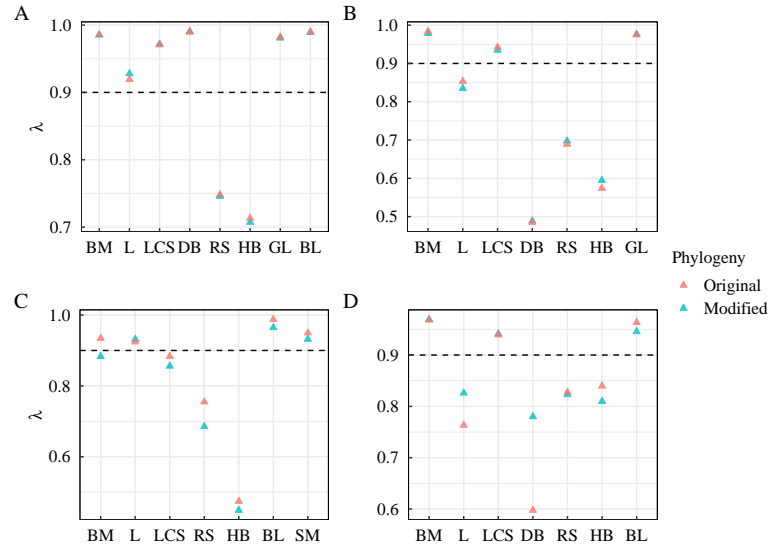 A
1.0
0.9
0.8
0.7
λ
BM L LCS DB RS HB GL BL
B
1.0
0.9
0.8
0.7
0.6
0.5
BM L LCS DB RS HB GL
Phylogeny
Original
Modified
C
1.0
0.8
0.6
λ
BM L LCS RS HB BL SM
D
0.9
0.8
0.7
0.6
BM L LCS DB RS HB BL